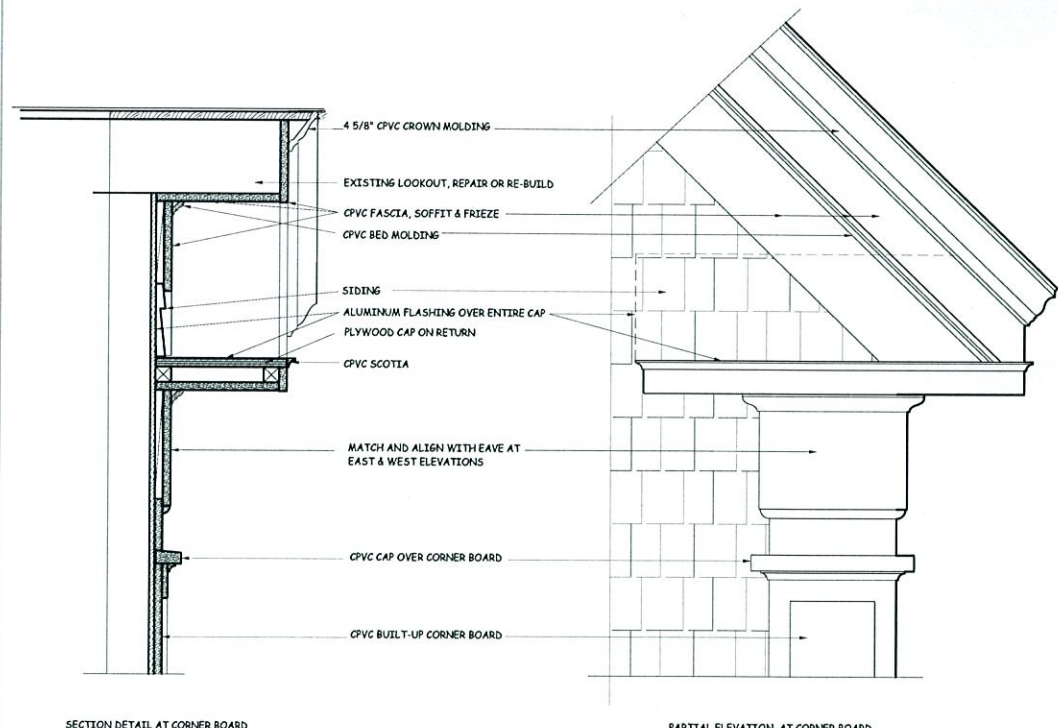 4 5/8" CPVC CROWN MOLDING
EXISTING LOOKOUT, REPAIR OR RE-BUILD
CPVC FASCIA, SOFFIT & FRIEZE
CPVC BED MOLDING
SIDING
ALUMINUM FLASHING OVER ENTIRE CAP
PLYWOOD CAP ON RETURN
CPVC SCOTIA
MATCH AND ALIGN WITH EAVE AT
EAST & WEST ELEVATIONS
CPVC CAP OVER CORNER BOARD
CPVC BUILT-UP CORNER BOARD
SECTION DETAIL AT CORNER BOARD
PARTIAL ELEVATION AT CORNER BOARD